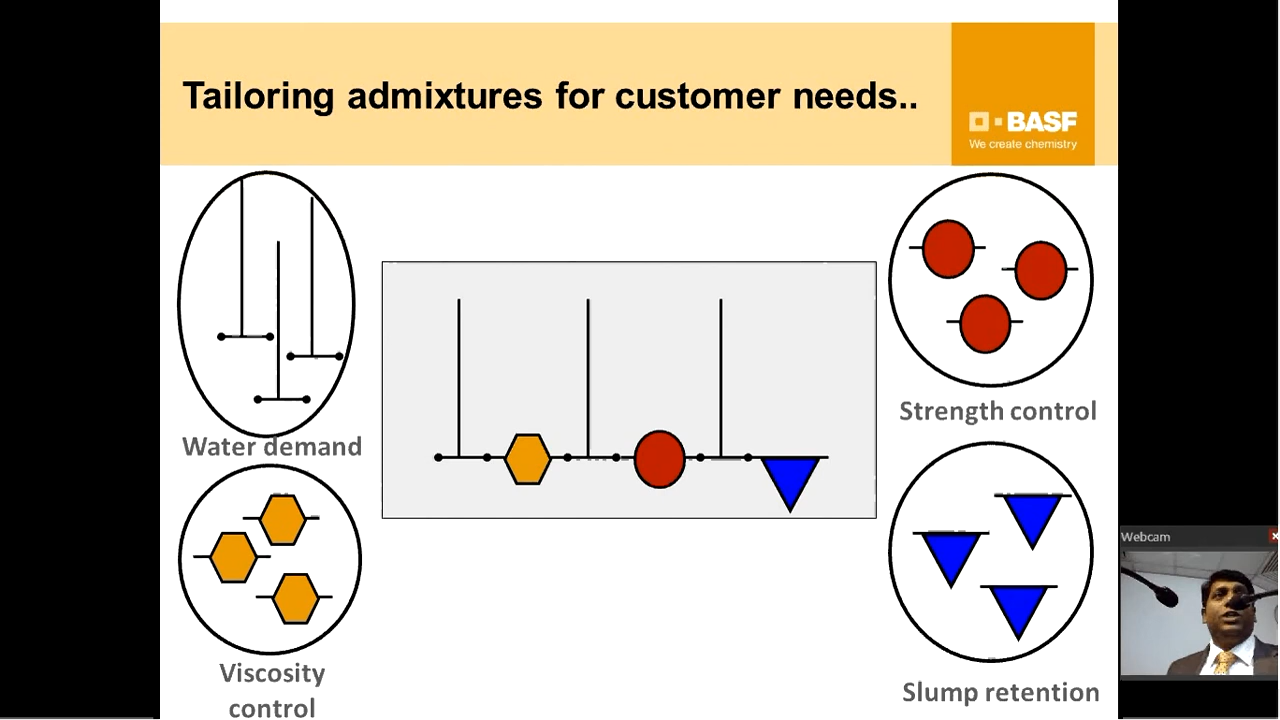 Tailoring admixtures for customer needs..
BASF
We create chemistry
Water demand
Strength control
Viscosity
control
Slump retention
Webcam